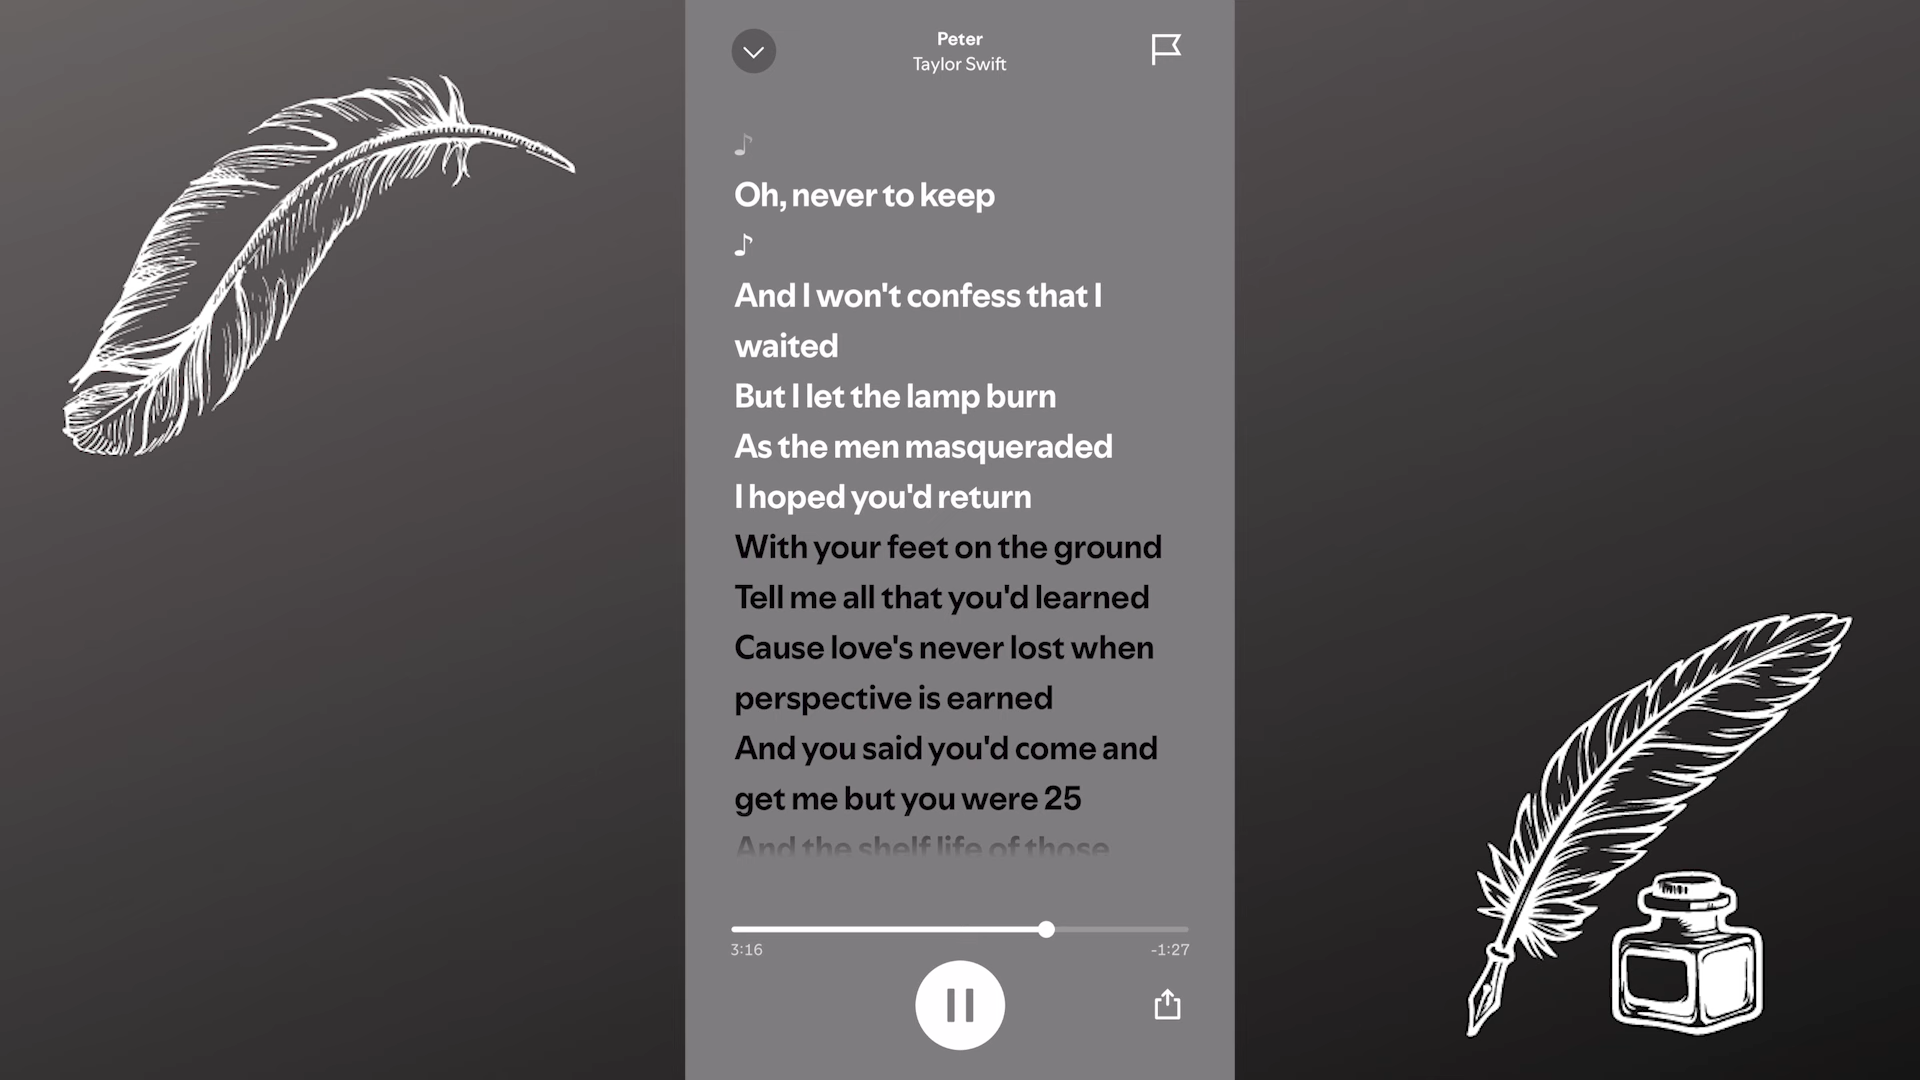 Peter
Taylor Swift
♪
Oh, never to keep
♪
And I won't confess that I
waited
But I let the lamp burn
As the men masqueraded
I hoped you'd return
With your feet on the ground
Tell me all that you'd learned
Cause love's never lost when
perspective is earned
And you said you'd come and
get me but you were 25
And the shelf life of those
3:16
-1:27